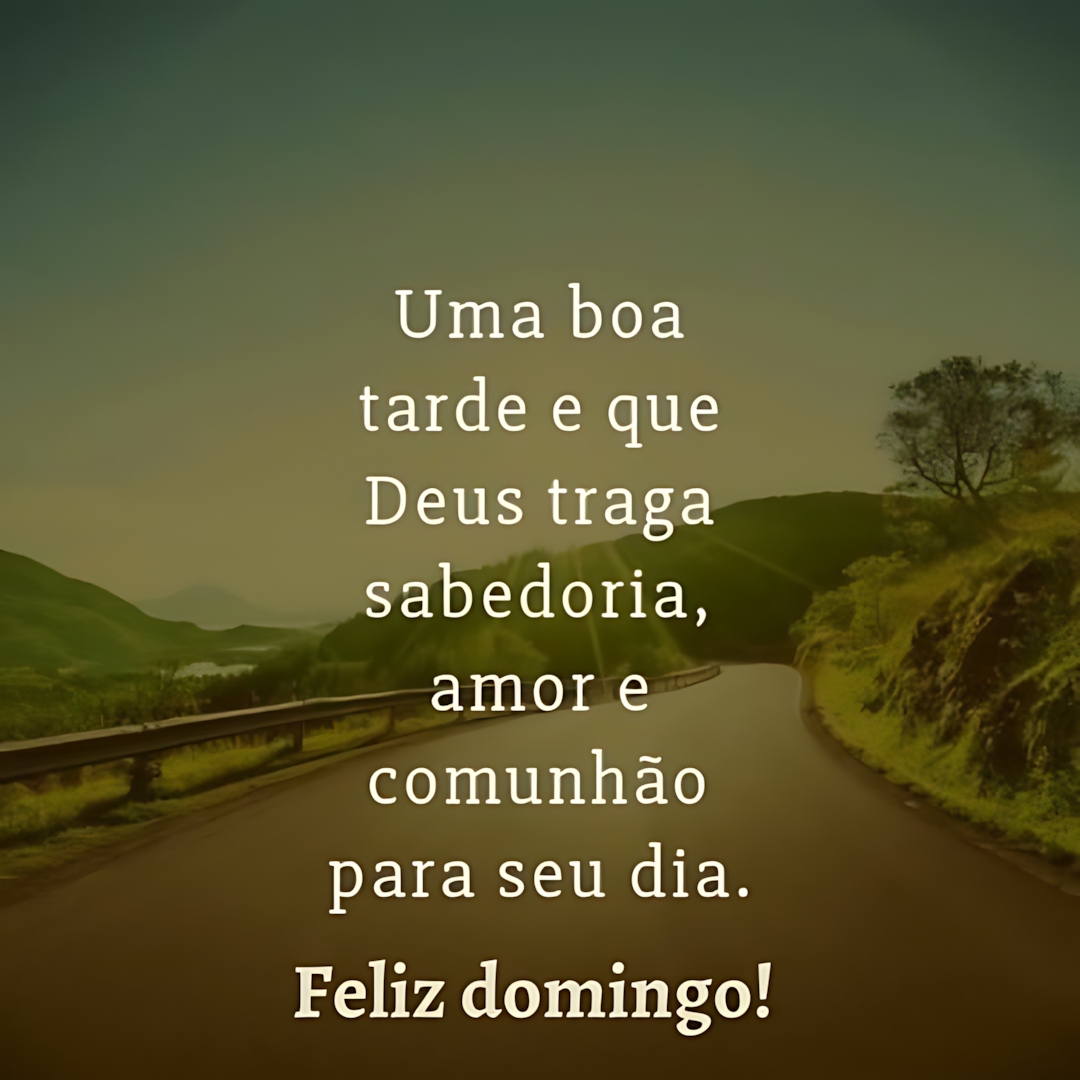 Uma boa
tarde e que
Deus traga
sabedoria,
amor e
comunhão
para seu dia.
Feliz domingo!